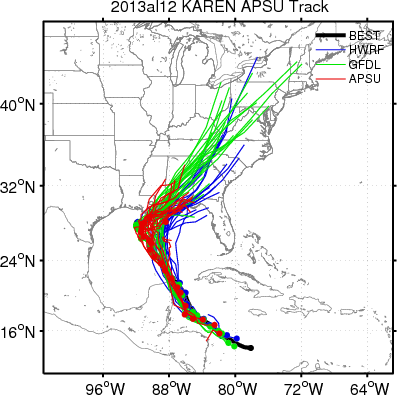 2013al12 KAREN APSU Track
BEST
HWRF
GFDL
APSU
40°N
32°N
24°N
16°N
96°W 88°W 80°W 72°W 64°W